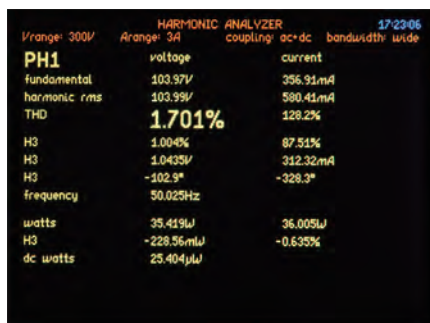 HARMONIC ANALYZER 17:23:06
Vrange: 300V Arange: 3A coupling: ac+dc bandwidth: wide
PH1 voltage current
fundamental 103.97V 356.91mA
harmonic rms 103.99V 580.41mA
THD 1.701% 128.2%
H3 1.004% 87.51%
H3 1.0435V 312.32mA
H3 -102.9° -328.3°
frequency 50.025Hz
watts 35.419W 36.005W
H3 -228.56mW -0.635%
dc watts 25.404µW